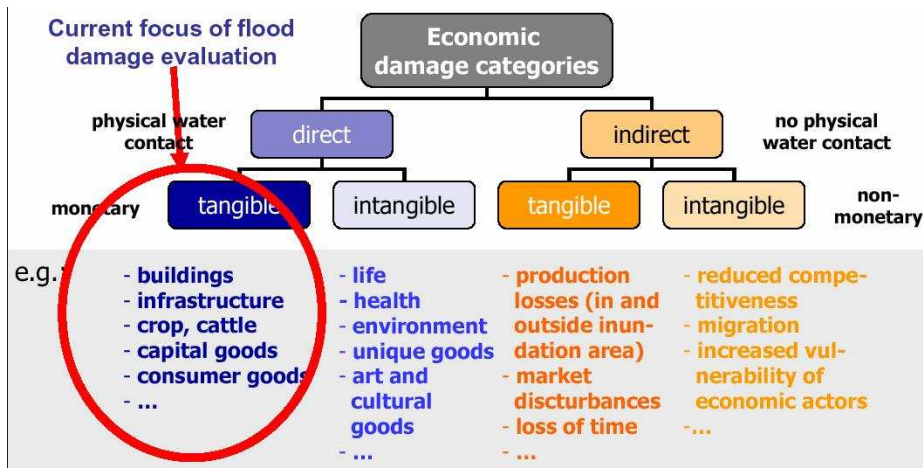 Current focus of flood
damage evaluation
Economic
damage categories
physical water
contact
direct
indirect
no physical
water contact
monetary
tangible
intangible
tangible
intangible
non-
monetary
e.g.:
- buildings
- infrastructure
- crop, cattle
- capital goods
- consumer goods
- ...
- life
- health
- environment
- unique goods
- art and
cultural
goods
- ...
- production
losses (in and
outside inun-
dation area)
- market
discturbances
- loss of time
- ...
- reduced compe-
titiveness
- migration
- increased vul-
nerability of
economic actors
-...